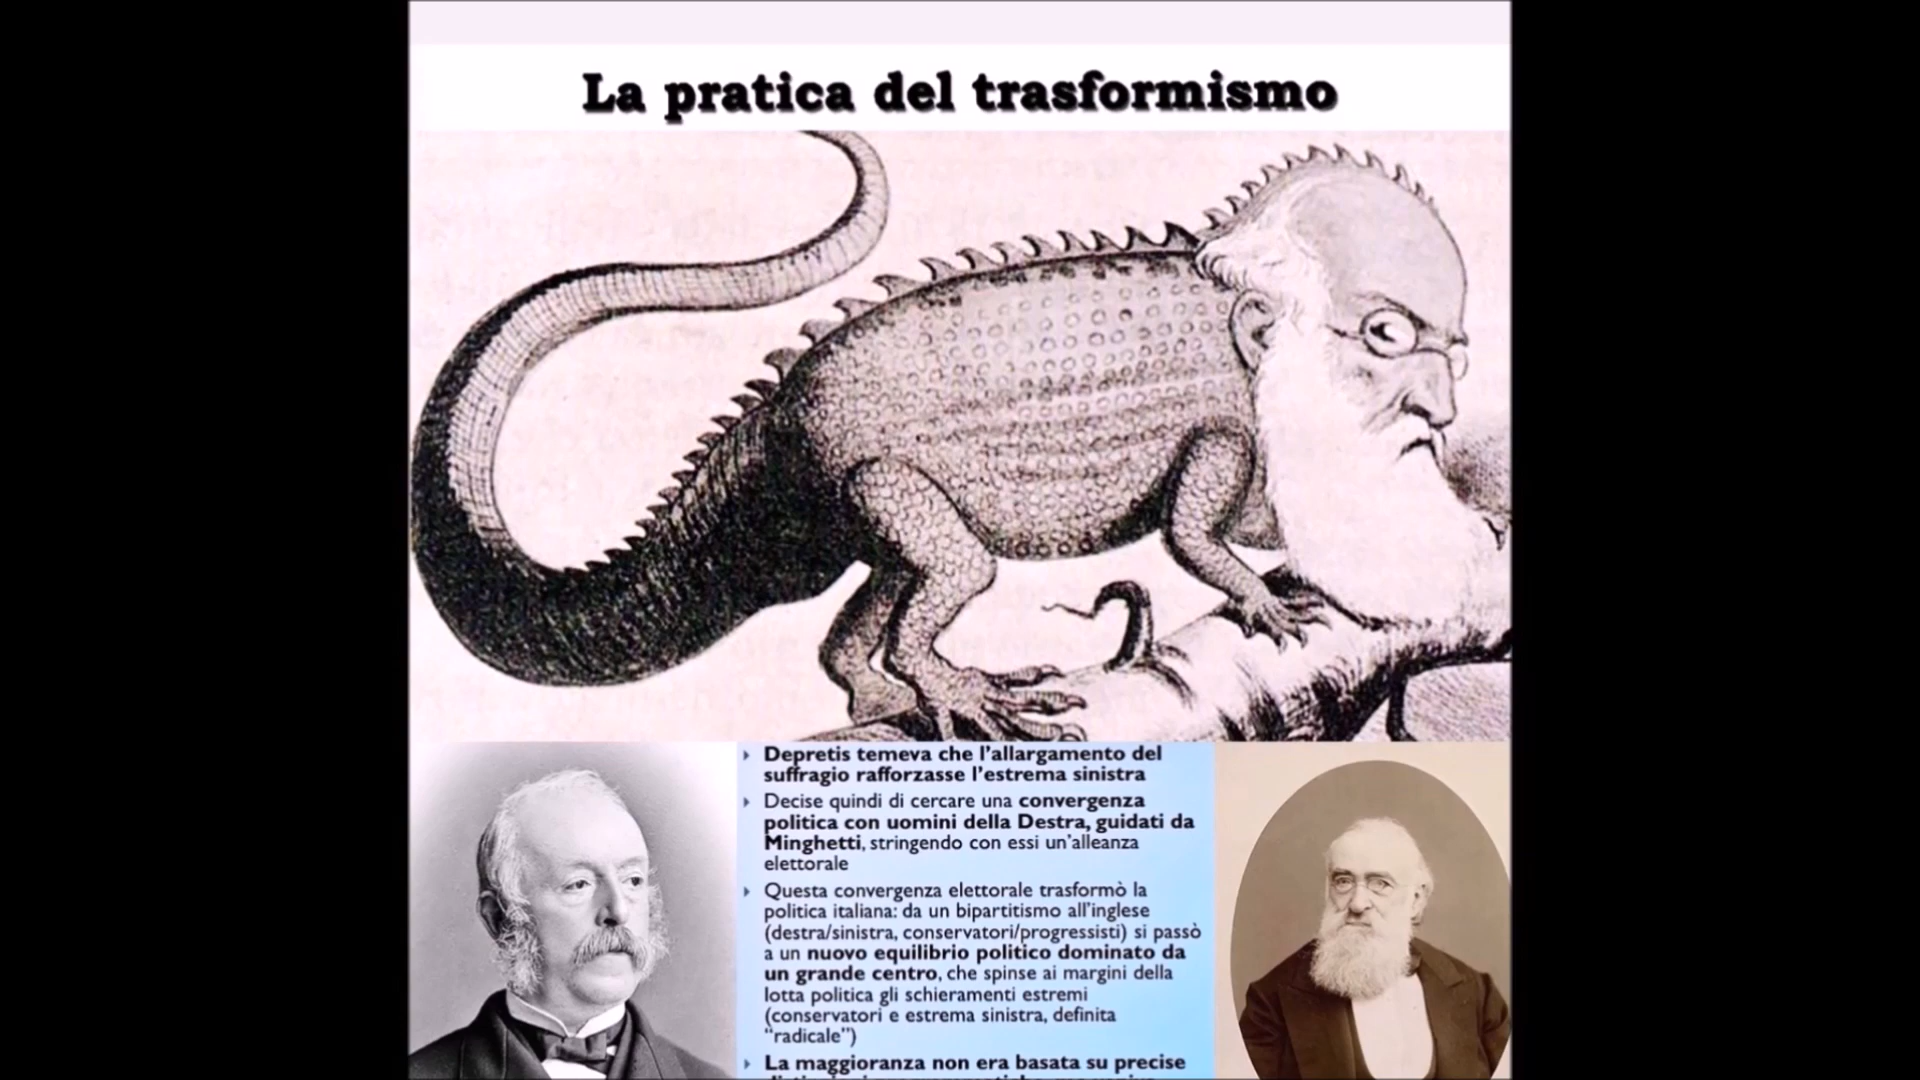 La pratica del trasformismo
Depretis temeva che l'allargamento del
suffragio rafforzasse l'estrema sinistra
Decise quindi di cercare una convergenza
politica con uomini della Destra, guidati da
Minghetti, stringendo con essi un'alleanza
elettorale
Questa convergenza elettorale trasformò la
politica italiana: da un bipartitismo all'inglese
(destra/sinistra, conservatori/progressisti) si passò
a un nuovo equilibrio politico dominato da
un grande centro, che spinse ai margini della
lotta politica gli schieramenti estremi
(conservatori e estrema sinistra, definita
"radicale")
La maggioranza non era basata su precise